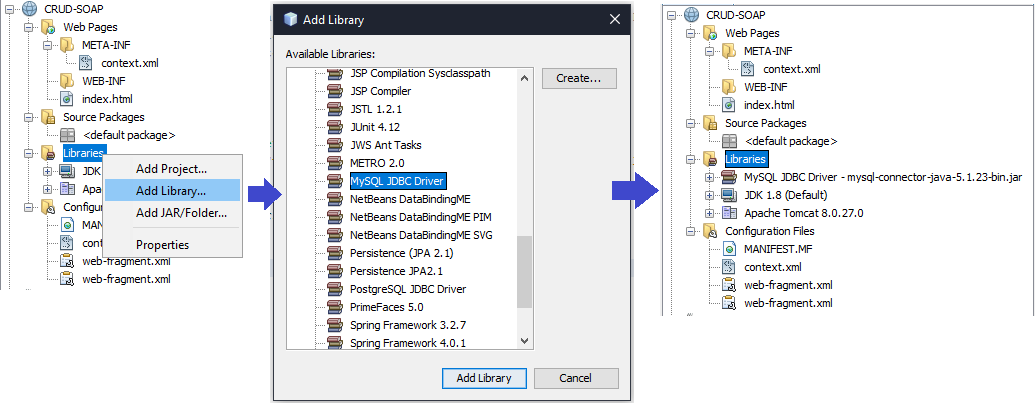 CRUD-SOAP
Web Pages
META-INF
context.xml
WEB-INF
index.html
Source Packages
<default package>
Libraries
JDK
Apa
Configu
MAN
cont
web-fragment.xml
web-fragment.xml
Add Project...
Add Library...
Add JAR/Folder...
Properties
Add Library
Available Libraries:
JSP Compilation Sysclasspath
JSP Compiler
JSTL 1.2.1
JUnit 4.12
JWS Ant Tasks
METRO 2.0
MySQL JDBC Driver
NetBeans DataBindingME
NetBeans DataBindingME PIM
NetBeans DataBindingME SVG
Persistence (JPA 2.1)
Persistence JPA2.1
PostgreSQL JDBC Driver
PrimeFaces 5.0
Spring Framework 3.2.7
Spring Framework 4.0.1
Create...
Add Library
Cancel
CRUD-SOAP
Web Pages
META-INF
context.xml
WEB-INF
index.html
Source Packages
<default package>
Libraries
MySQL JDBC Driver - mysql-connector-java-5.1.23-bin.jar
JDK 1.8 (Default)
Apache Tomcat 8.0.27.0
Configuration Files
MANIFEST.MF
context.xml
web-fragment.xml
web-fragment.xml